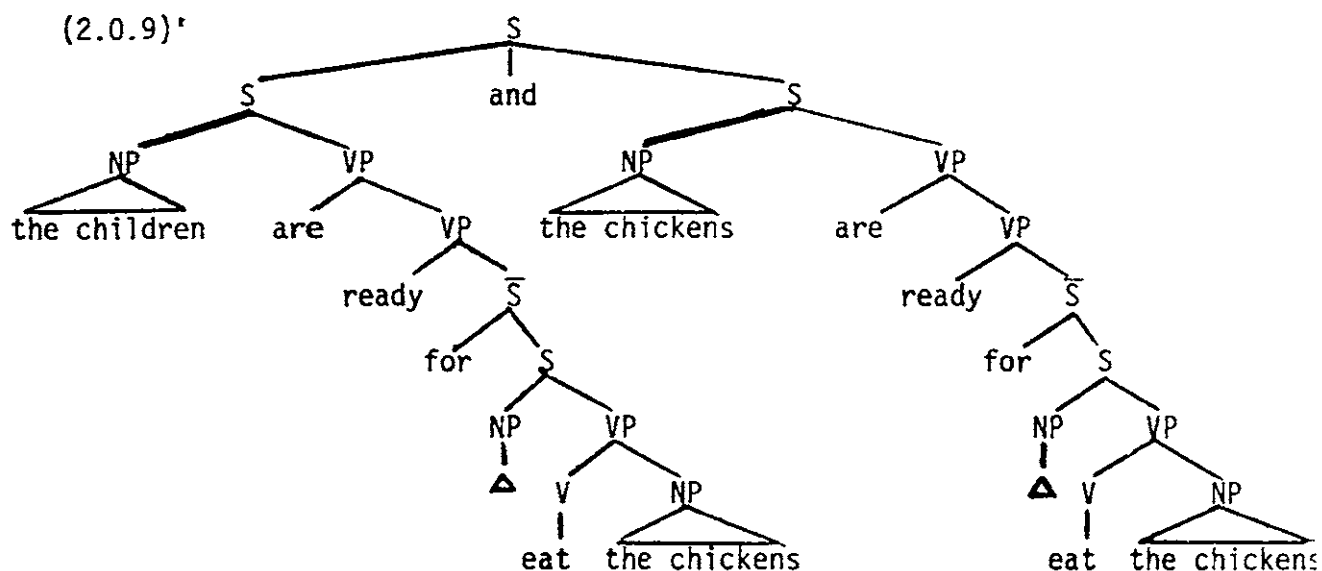 (2.0.9)'
S
S and S
NP VP NP VP
the children are VP the chickens are VP
ready S̅ ready S̅
for S for S
NP VP NP VP
Δ V NP Δ V NP
eat the chickens eat the chickens